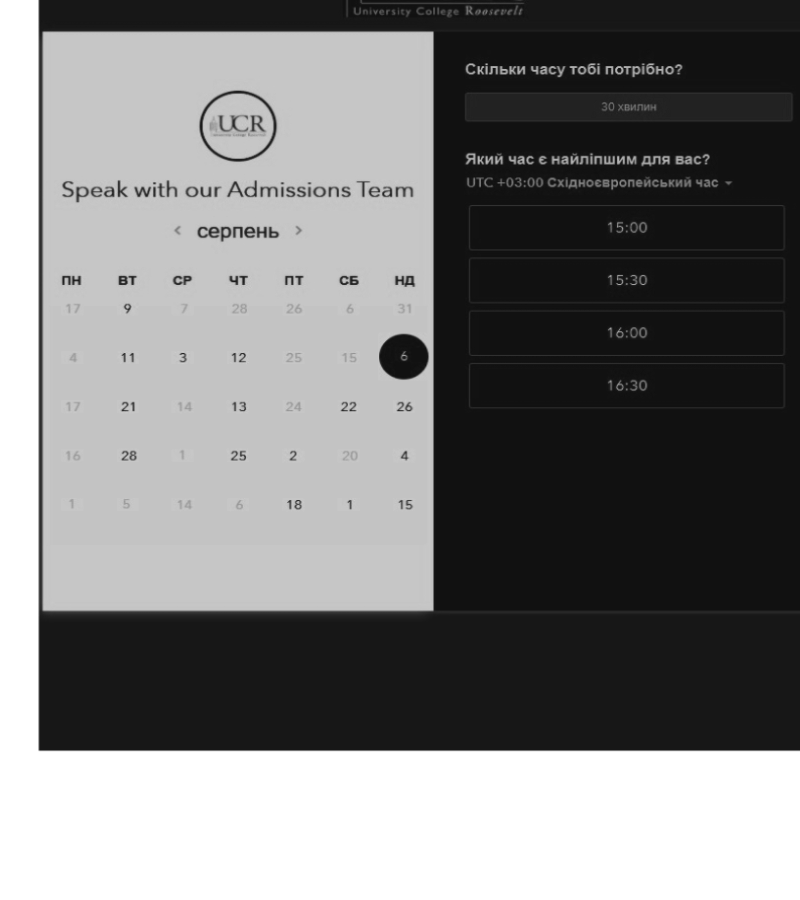 University College Roosevelt
UCR
Speak with our Admissions Team
< серпень >
ПН ВТ СР ЧТ ПТ СБ НД
17 9 7 28 26 6 31
4 11 3 12 25 15 6
17 21 14 13 24 22 26
16 28 1 25 2 20 4
1 5 14 6 18 1 15
Скільки часу тобі потрібно?
30 хвилин
Який час є найліпшим для вас?
UTC +03:00 Східноєвропейський час
15:00
15:30
16:00
16:30